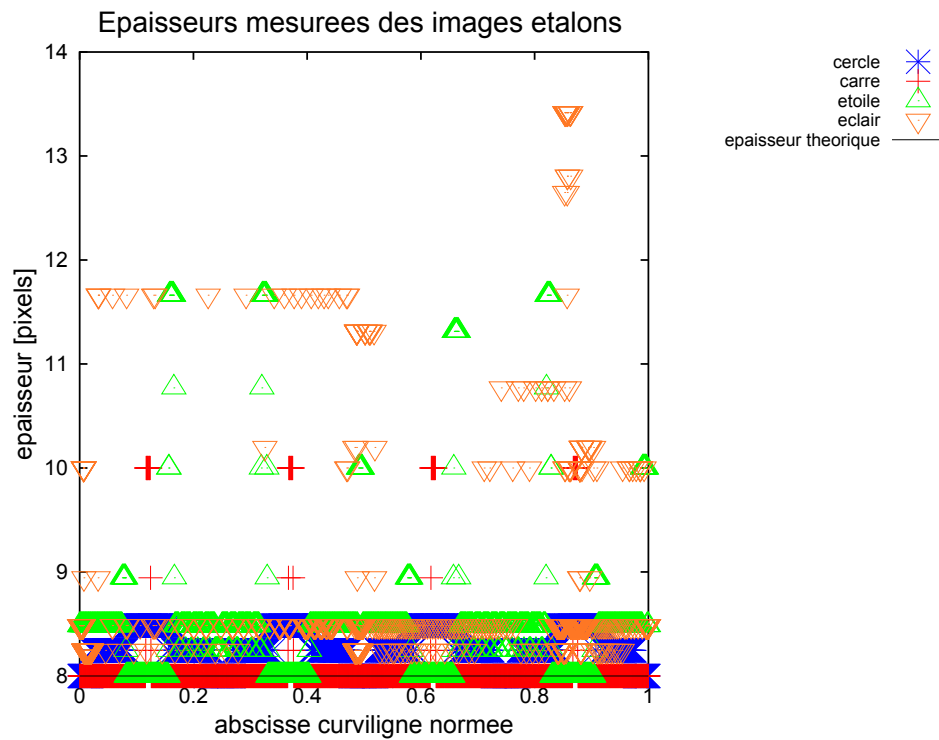 Epaisseurs mesurees des images etalons
14
13
12
11
10
9
8
epaisseur [pixels]
0
0.2
0.4
0.6
0.8
1
abscisse curviligne normee
cercle
carre
etoile
eclair
epaisseur theorique